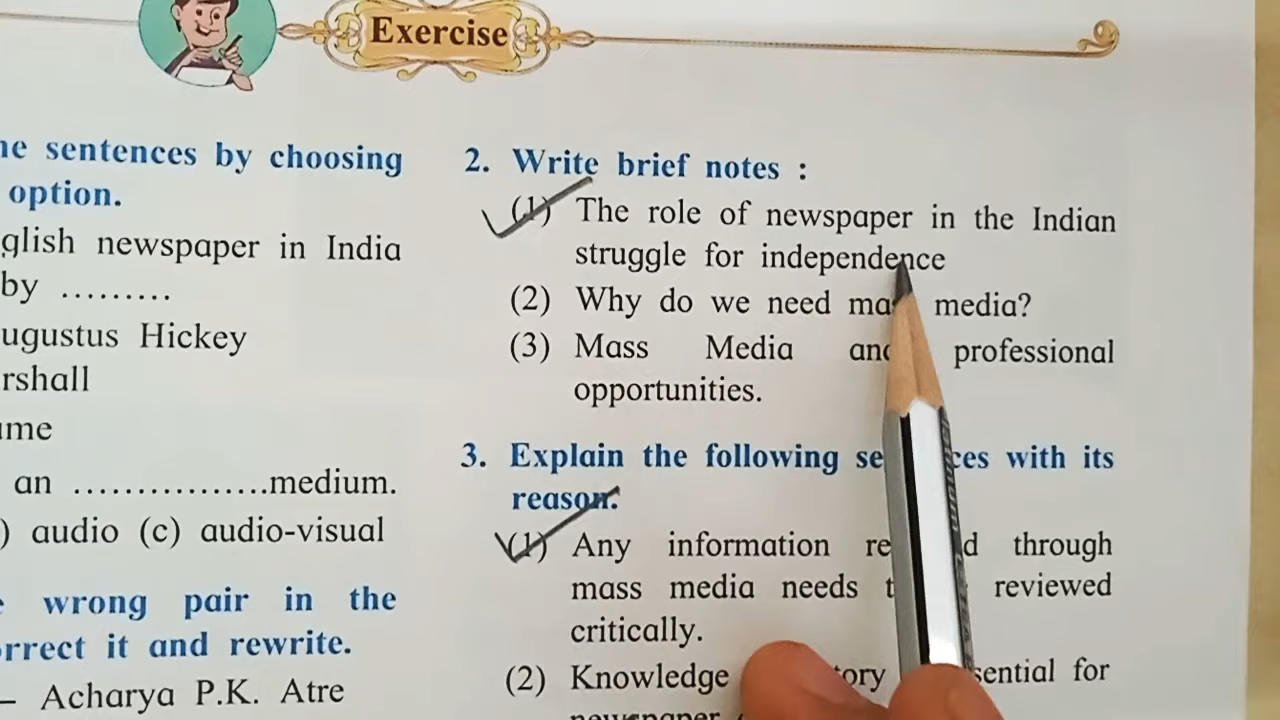 Exercise
ne sentences by choosing
option.
glish newspaper in India
by .........
ugustus Hickey
rshall
ame
an ................medium.
) audio (c) audio-visual
wrong pair in the
rrect it and rewrite.
– Acharya P.K. Atre
2. Write brief notes :
(1) The role of newspaper in the Indian
struggle for independence
(2) Why do we need media?
(3) Mass Media professional
opportunities.
3. Explain the following with its
reason.
(1) Any information through
mass media needs reviewed
critically.
(2) Knowledge for
newspaper